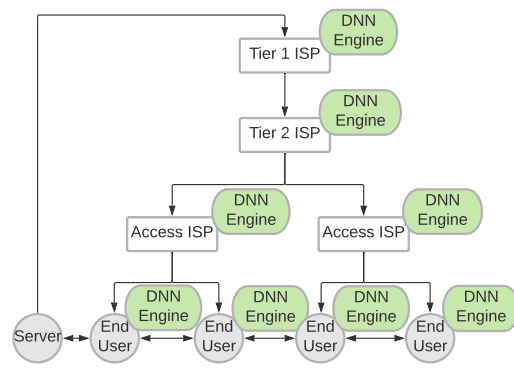 DNN
Engine
Tier 1 ISP
DNN
Engine
Tier 2 ISP
DNN
Engine
Access ISP
DNN
Engine
Access ISP
Server
DNN
Engine
End
User
DNN
Engine
End
User
DNN
Engine
End
User
DNN
Engine
End
User